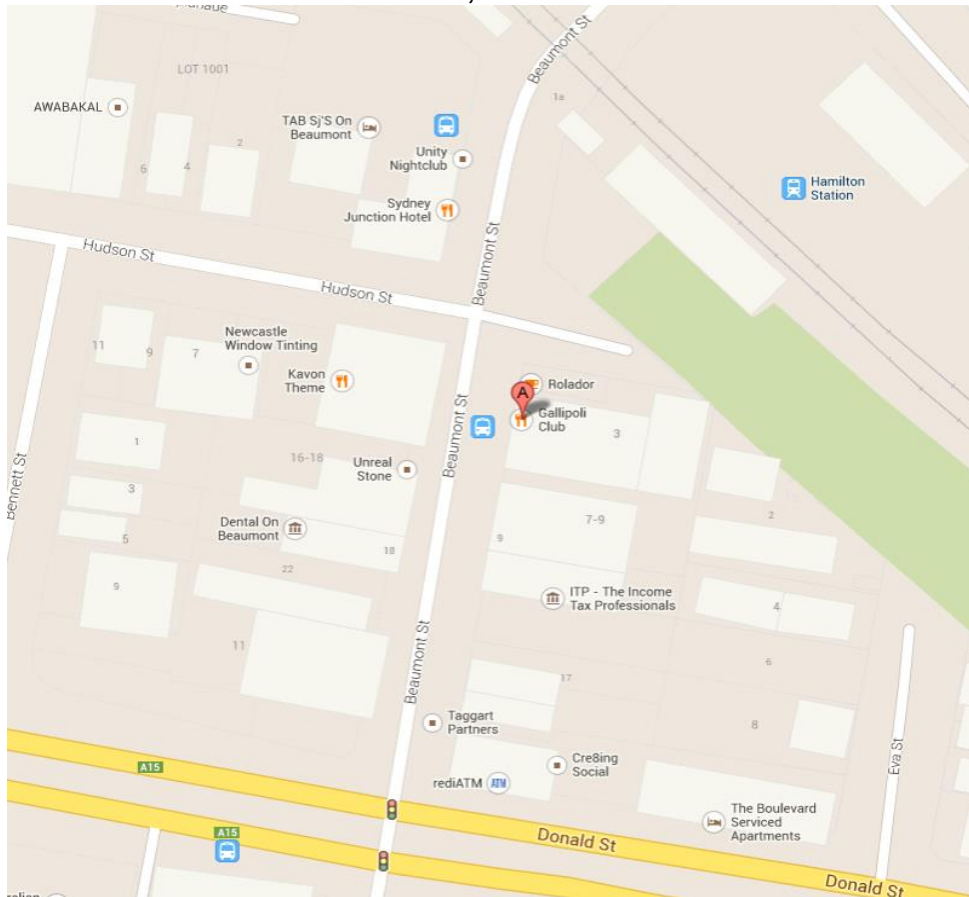 Beaumont St
LOT 1001
1a
AWABAKAL
TAB Sj'S On
Beaumont
2
Unity
Nightclub
6
4
Hamilton
Station
Sydney
Junction Hotel
Beaumont St
Hudson St
Hudson St
Newcastle
Window Tinting
11
9
7
Kavon
Theme
Rolador
A
Gallipoli
Club
3
Beaumont St
1
16-18
Unreal
Stone
Bennett St
3
7-9
2
Dental On
Beaumont
5
18
9
22
9
ITP - The Income
Tax Professionals
4
11
Beaumont St
6
17
Taggart
Partners
8
Eva St
A15
Cre8ing
Social
rediATM
ATM
The Boulevard
Serviced
Apartments
A15
Donald St
Donald St